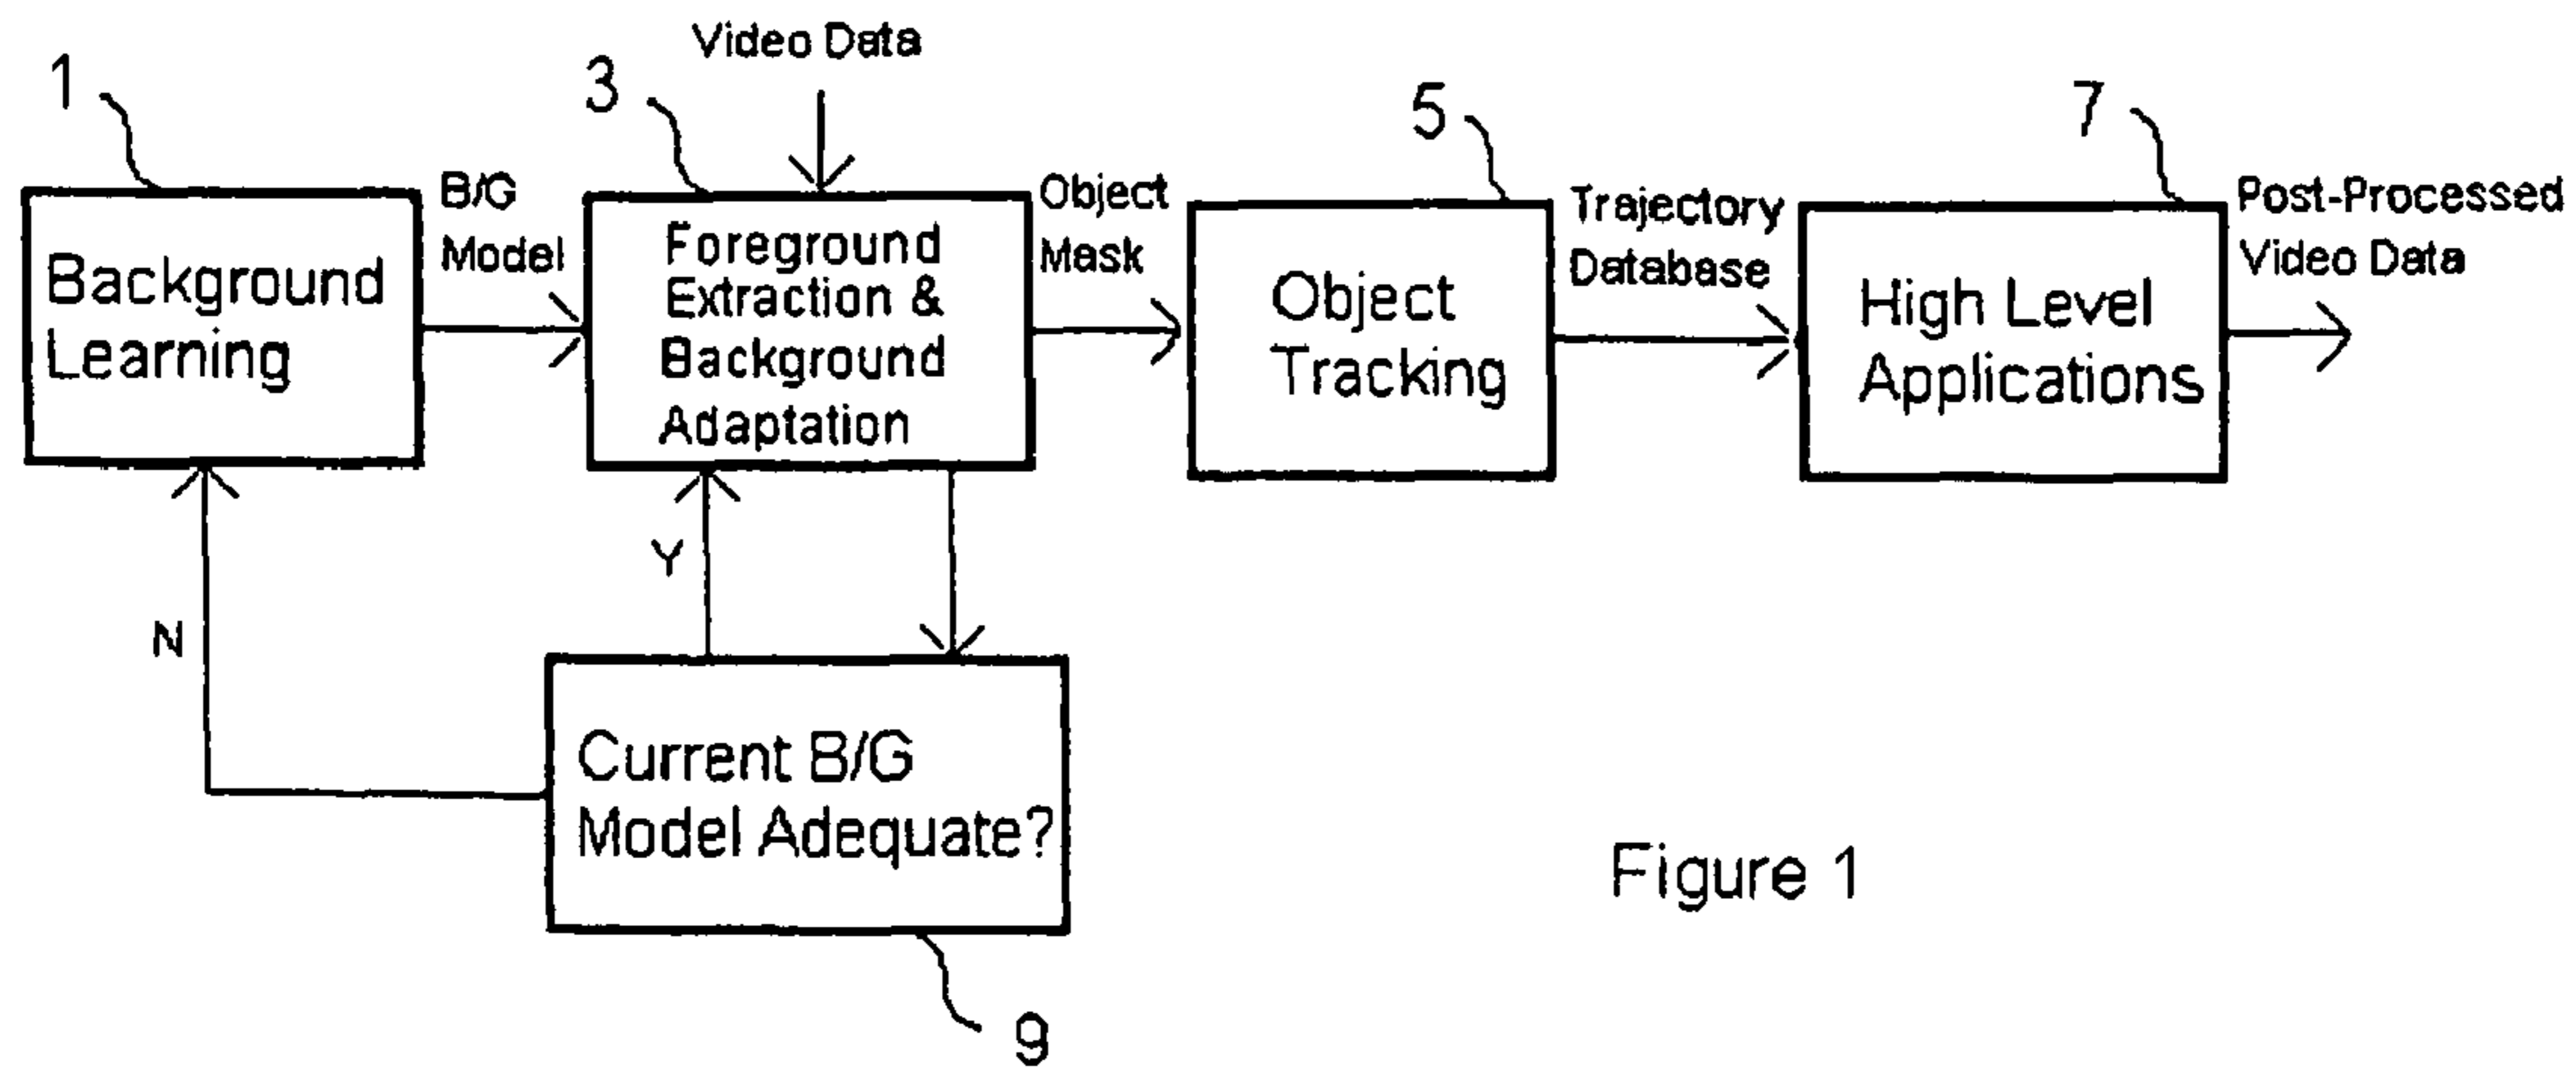 Video Data
1
3
5
7
B/G
Model
Object
Mask
Trajectory
Database
Post-Processed
Video Data
Background
Learning
Foreground
Extraction &
Background
Adaptation
Object
Tracking
High Level
Applications
Y
N
Current B/G
Model Adequate?
9
Figure 1